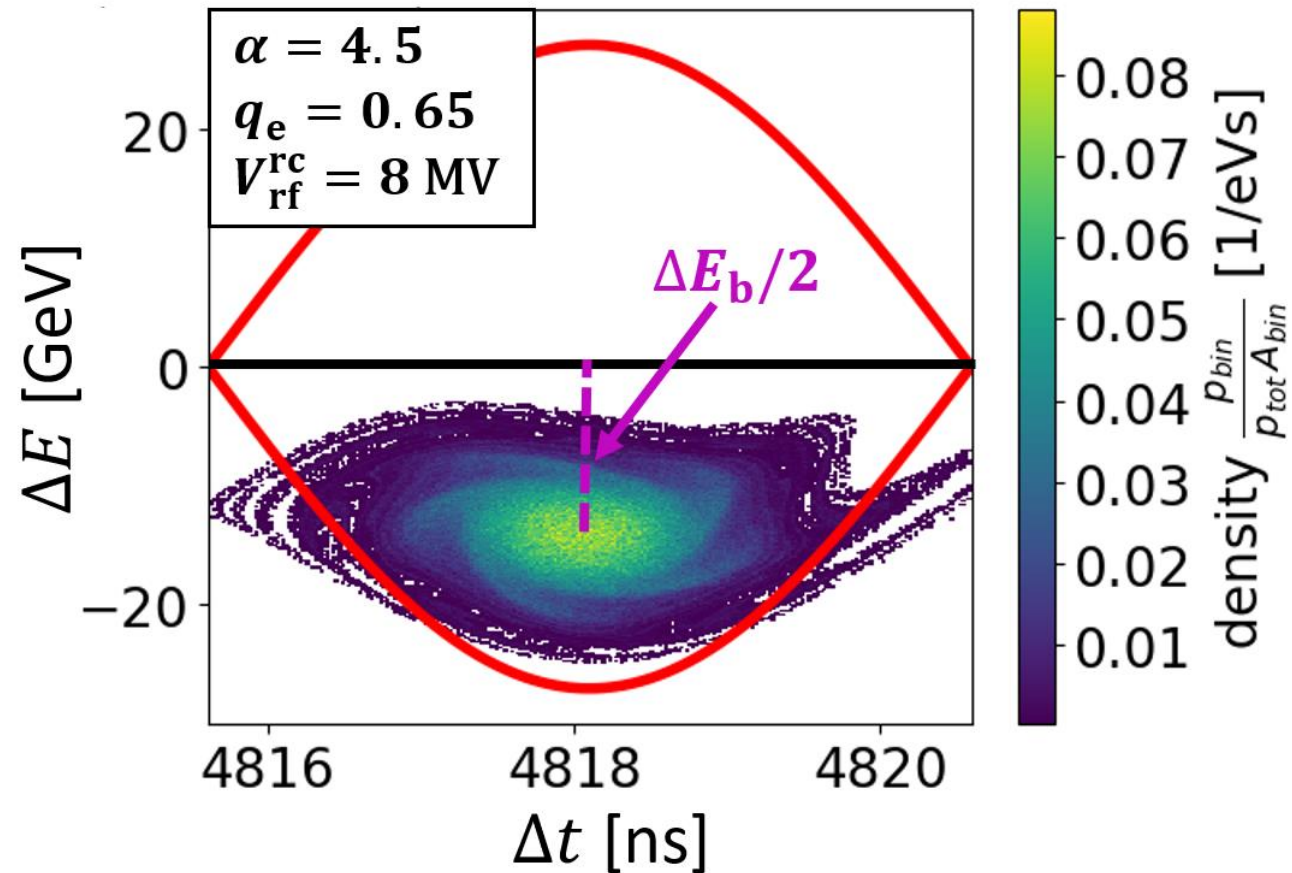 α = 4.5
q_e = 0.65
V_rf^rc = 8 MV
ΔE_b/2
20
0
−20
ΔE [GeV]
4816
4818
4820
Δt [ns]
0.08
0.07
0.06
0.05
0.04
0.03
0.02
0.01
density p_bin/(p_tot A_bin) [1/eVs]